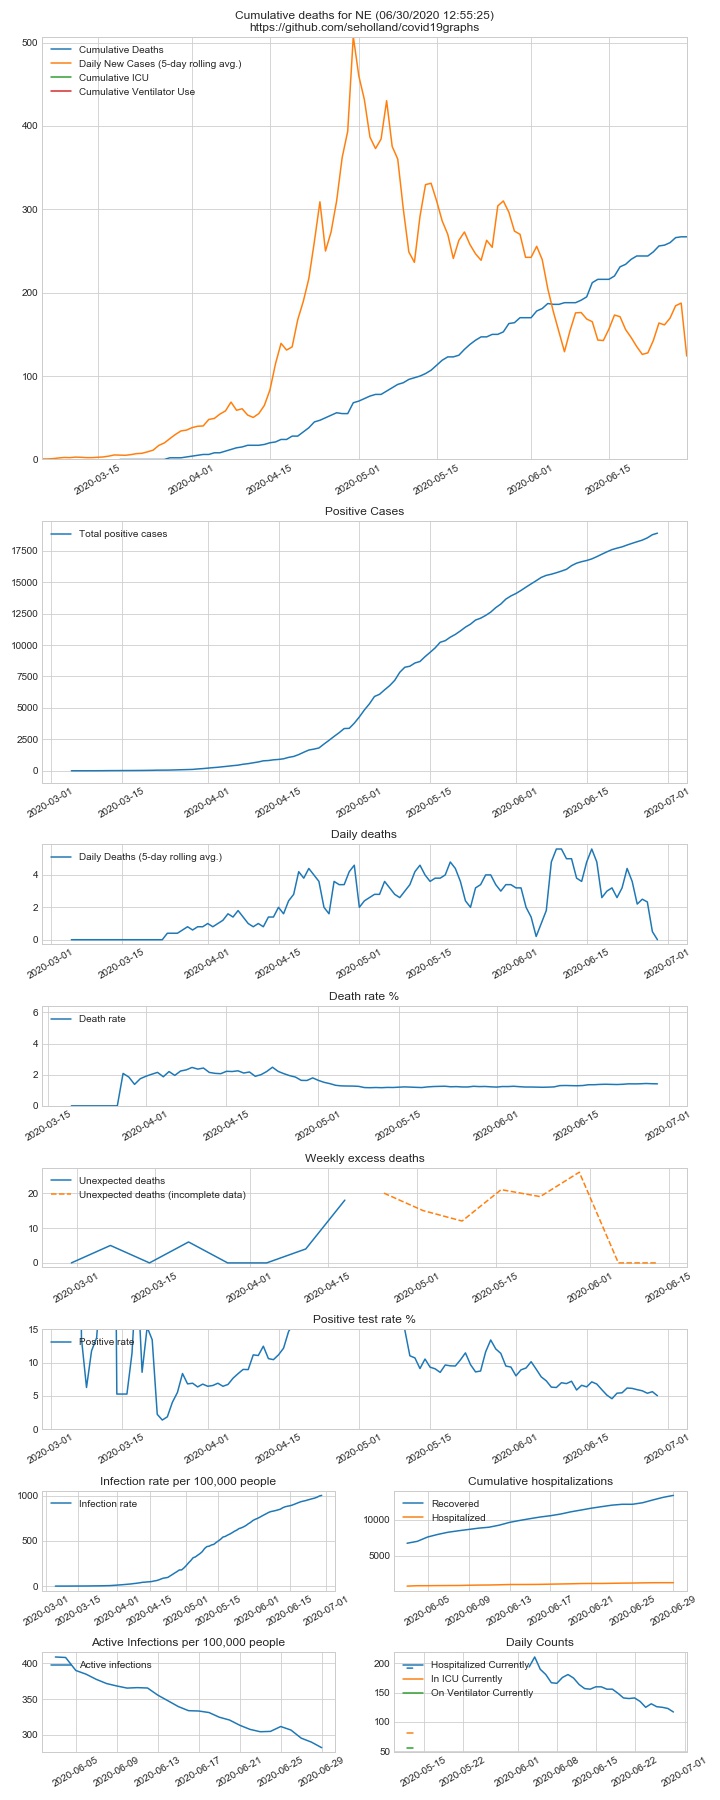 Cumulative deaths for NE (06/30/2020 12:55:25)
https://github.com/seholland/covid19graphs
Cumulative Deaths
Daily New Cases (5-day rolling avg.)
Cumulative ICU
Cumulative Ventilator Use
500
400
300
200
100
0
2020-03-15 2020-04-01 2020-04-15 2020-05-01 2020-05-15 2020-06-01 2020-06-15
Positive Cases
Total positive cases
17500
15000
12500
10000
7500
5000
2500
0
2020-03-01 2020-03-15 2020-04-01 2020-04-15 2020-05-01 2020-05-15 2020-06-01 2020-06-15 2020-07-01
Daily deaths
Daily Deaths (5-day rolling avg.)
4
2
0
2020-03-01 2020-03-15 2020-04-01 2020-04-15 2020-05-01 2020-05-15 2020-06-01 2020-06-15 2020-07-01
Death rate %
Death rate
6
4
2
0
2020-03-15 2020-04-01 2020-04-15 2020-05-01 2020-05-15 2020-06-01 2020-06-15 2020-07-01
Weekly excess deaths
Unexpected deaths
Unexpected deaths (incomplete data)
20
10
0
2020-03-01 2020-03-15 2020-04-01 2020-04-15 2020-05-01 2020-05-15 2020-06-01 2020-06-15
Positive test rate %
Positive rate
15
10
5
0
2020-03-01 2020-03-15 2020-04-01 2020-04-15 2020-05-01 2020-05-15 2020-06-01 2020-06-15 2020-07-01
Infection rate per 100,000 people
Infection rate
1000
500
0
2020-03-01 2020-03-15 2020-04-01 2020-04-15 2020-05-01 2020-05-15 2020-06-01 2020-06-15 2020-07-01
Cumulative hospitalizations
Recovered
Hospitalized
10000
5000
2020-06-05 2020-06-09 2020-06-13 2020-06-17 2020-06-21 2020-06-25 2020-06-29
Active Infections per 100,000 people
Active infections
400
350
300
2020-06-05 2020-06-09 2020-06-13 2020-06-17 2020-06-21 2020-06-25 2020-06-29
Daily Counts
Hospitalized Currently
In ICU Currently
On Ventilator Currently
200
150
100
50
2020-05-15 2020-05-22 2020-06-01 2020-06-08 2020-06-15 2020-06-22 2020-07-01